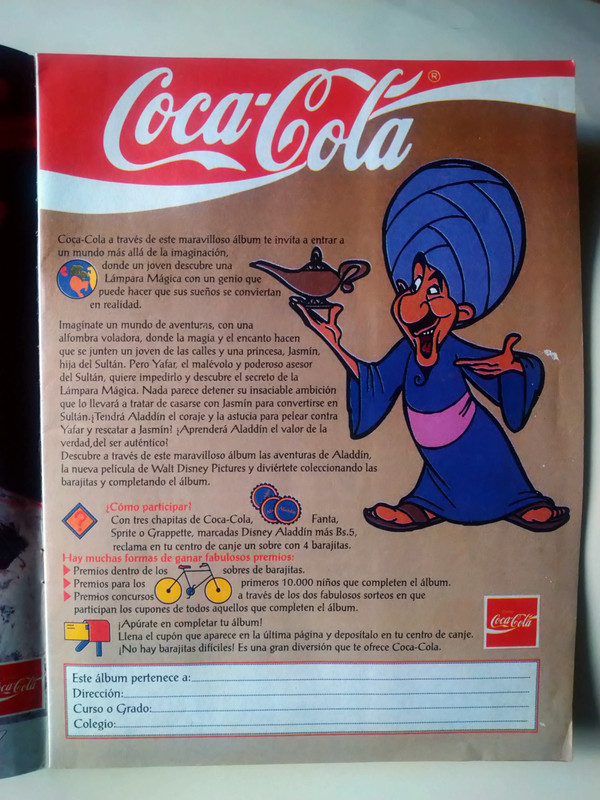 Coca-Cola ®
Coca-Cola a través de este maravilloso álbum te invita a entrar a
un mundo más allá de la imaginación,
donde un joven descubre una
Lámpara Mágica con un genio que
puede hacer que sus sueños se conviertan
en realidad.
Imagínate un mundo de aventuras, con una
alfombra voladora, donde la magia y el encanto hacen
que se junten un joven de las calles y una princesa, Jasmín,
hija del Sultán. Pero Yafar, el malévolo y poderoso asesor
del Sultán, quiere impedirlo y descubre el secreto de la
Lámpara Mágica. Nada parece detener su insaciable ambición
que lo llevará a tratar de casarse con Jasmín para convertirse en
Sultán.¡Tendrá Aladdín el coraje y la astucia para pelear contra
Yafar y rescatar a Jasmín! ¡Aprenderá Aladdín el valor de la
verdad,del ser auténtico!
Descubre a través de este maravilloso álbum las aventuras de Aladdín,
la nueva película de Walt Disney Pictures y diviértete coleccionando las
barajitas y completando el álbum.
?
¿Cómo participar?
Con tres chapitas de Coca-Cola, Fanta,
Sprite o Grappette, marcadas Disney Aladdin más Bs.5,
reclama en tu centro de canje un sobre con 4 barajitas.
Hay muchas formas de ganar fabulosos premios:
Premios dentro de los sobres de barajitas.
Premios para los primeros 10.000 niños que completen el álbum.
Premios concursos a través de los dos fabulosos sorteos en que
participan los cupones de todos aquellos que completen el álbum.
¡Apúrate en completar tu álbum!
Llena el cupón que aparece en la última página y deposítalo en tu centro de canje.
¡No hay barajitas difíciles! Es una gran diversión que te ofrece Coca-Cola.
Coca-Cola
Este álbum pertenece a:
Dirección:
Curso o Grado:
Colegio:
Coca-Cola